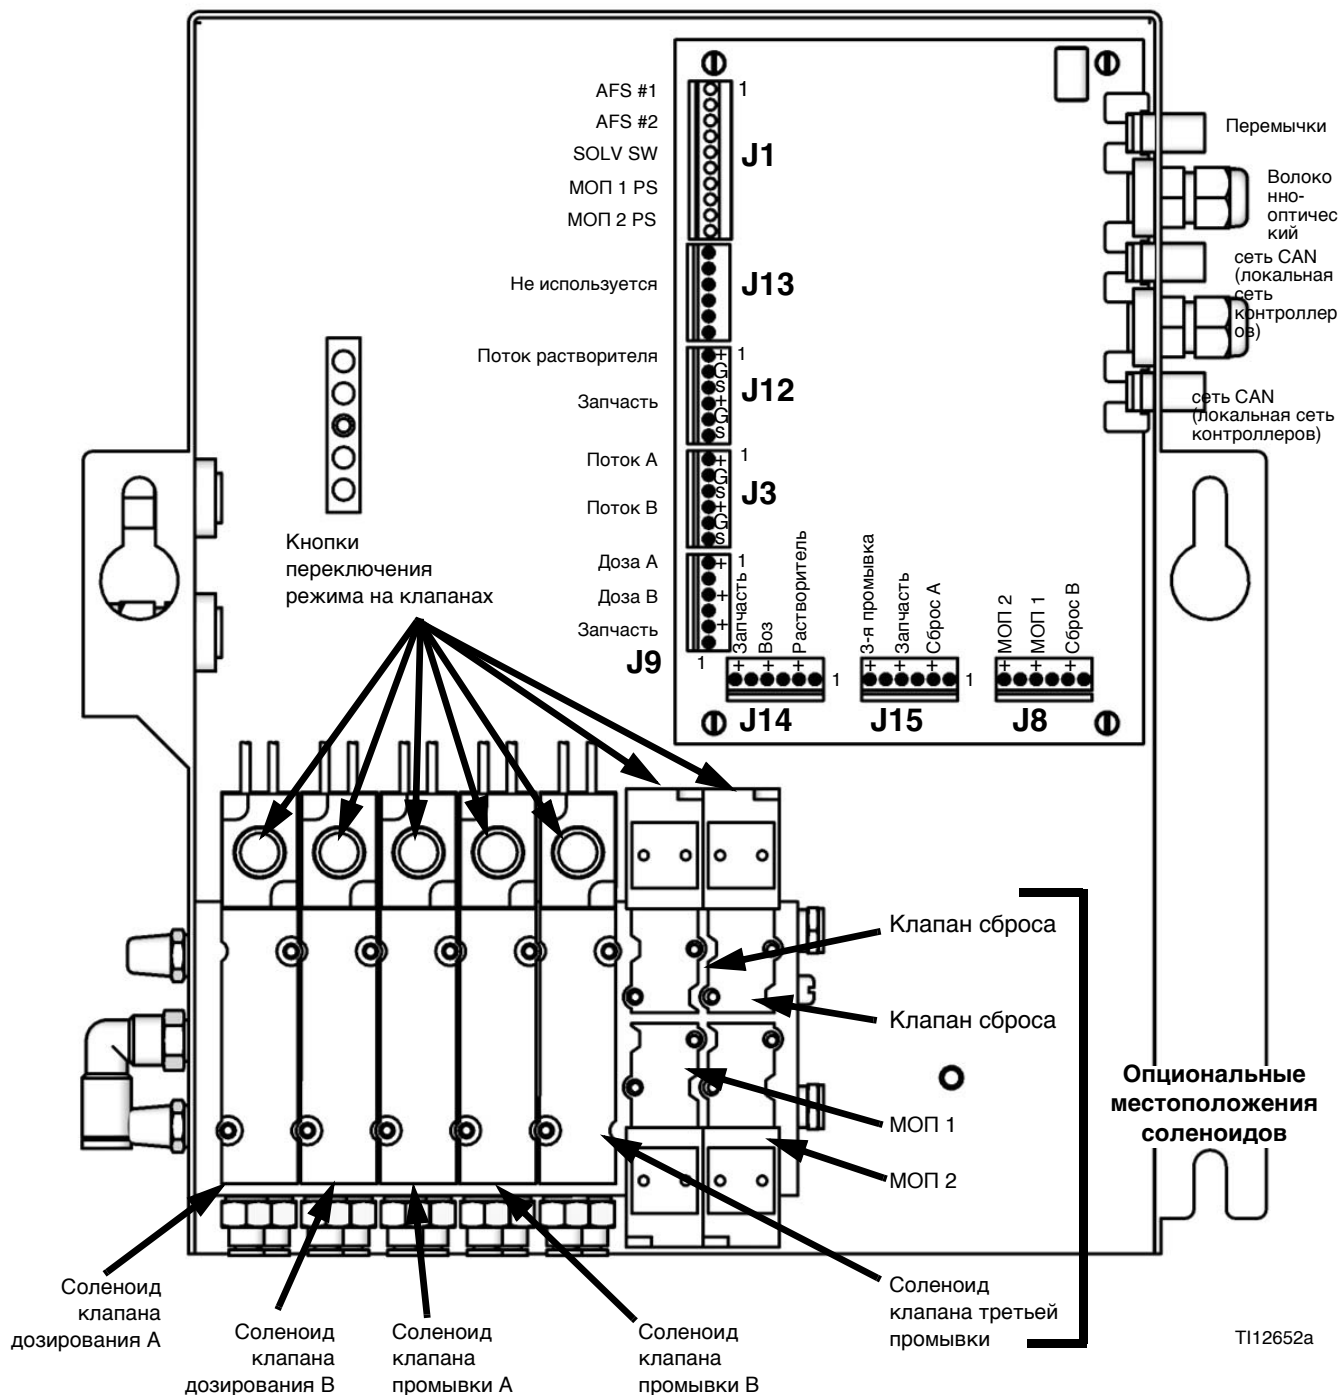 AFS #1
1
AFS #2
J1
SOLV SW
МОП 1 PS
МОП 2 PS
Перемычки
Волоко
нно-
оптичес
кий
Не используется
J13
сеть CAN
(локальная
сеть
контроллер
ов)
Поток растворителя
+ 1
G
S
J12
Запчасть
+
G
S
сеть CAN
(локальная сеть
контроллеров)
Поток А
+ 1
G
S
J3
Поток В
+
G
S
Кнопки
переключения
режима на клапанах
Доза А
+ 1
Доза В
+
Запчасть
+
J9
1
+ Запчасть
+ Воз
+ Растворитель
1
J14
+ 3-я промывка
+ Запчасть
+ Сброс А
1
J15
+ МОП 2
+ МОП 1
+ Сброс В
J8
Клапан сброса
Клапан сброса
МОП 1
МОП 2
Опциональные
местоположения
соленоидов
Соленоид
клапана
дозирования А
Соленоид
клапана
дозирования В
Соленоид
клапана
промывки А
Соленоид
клапана
промывки В
Соленоид
клапана третьей
промывки
TI12652a